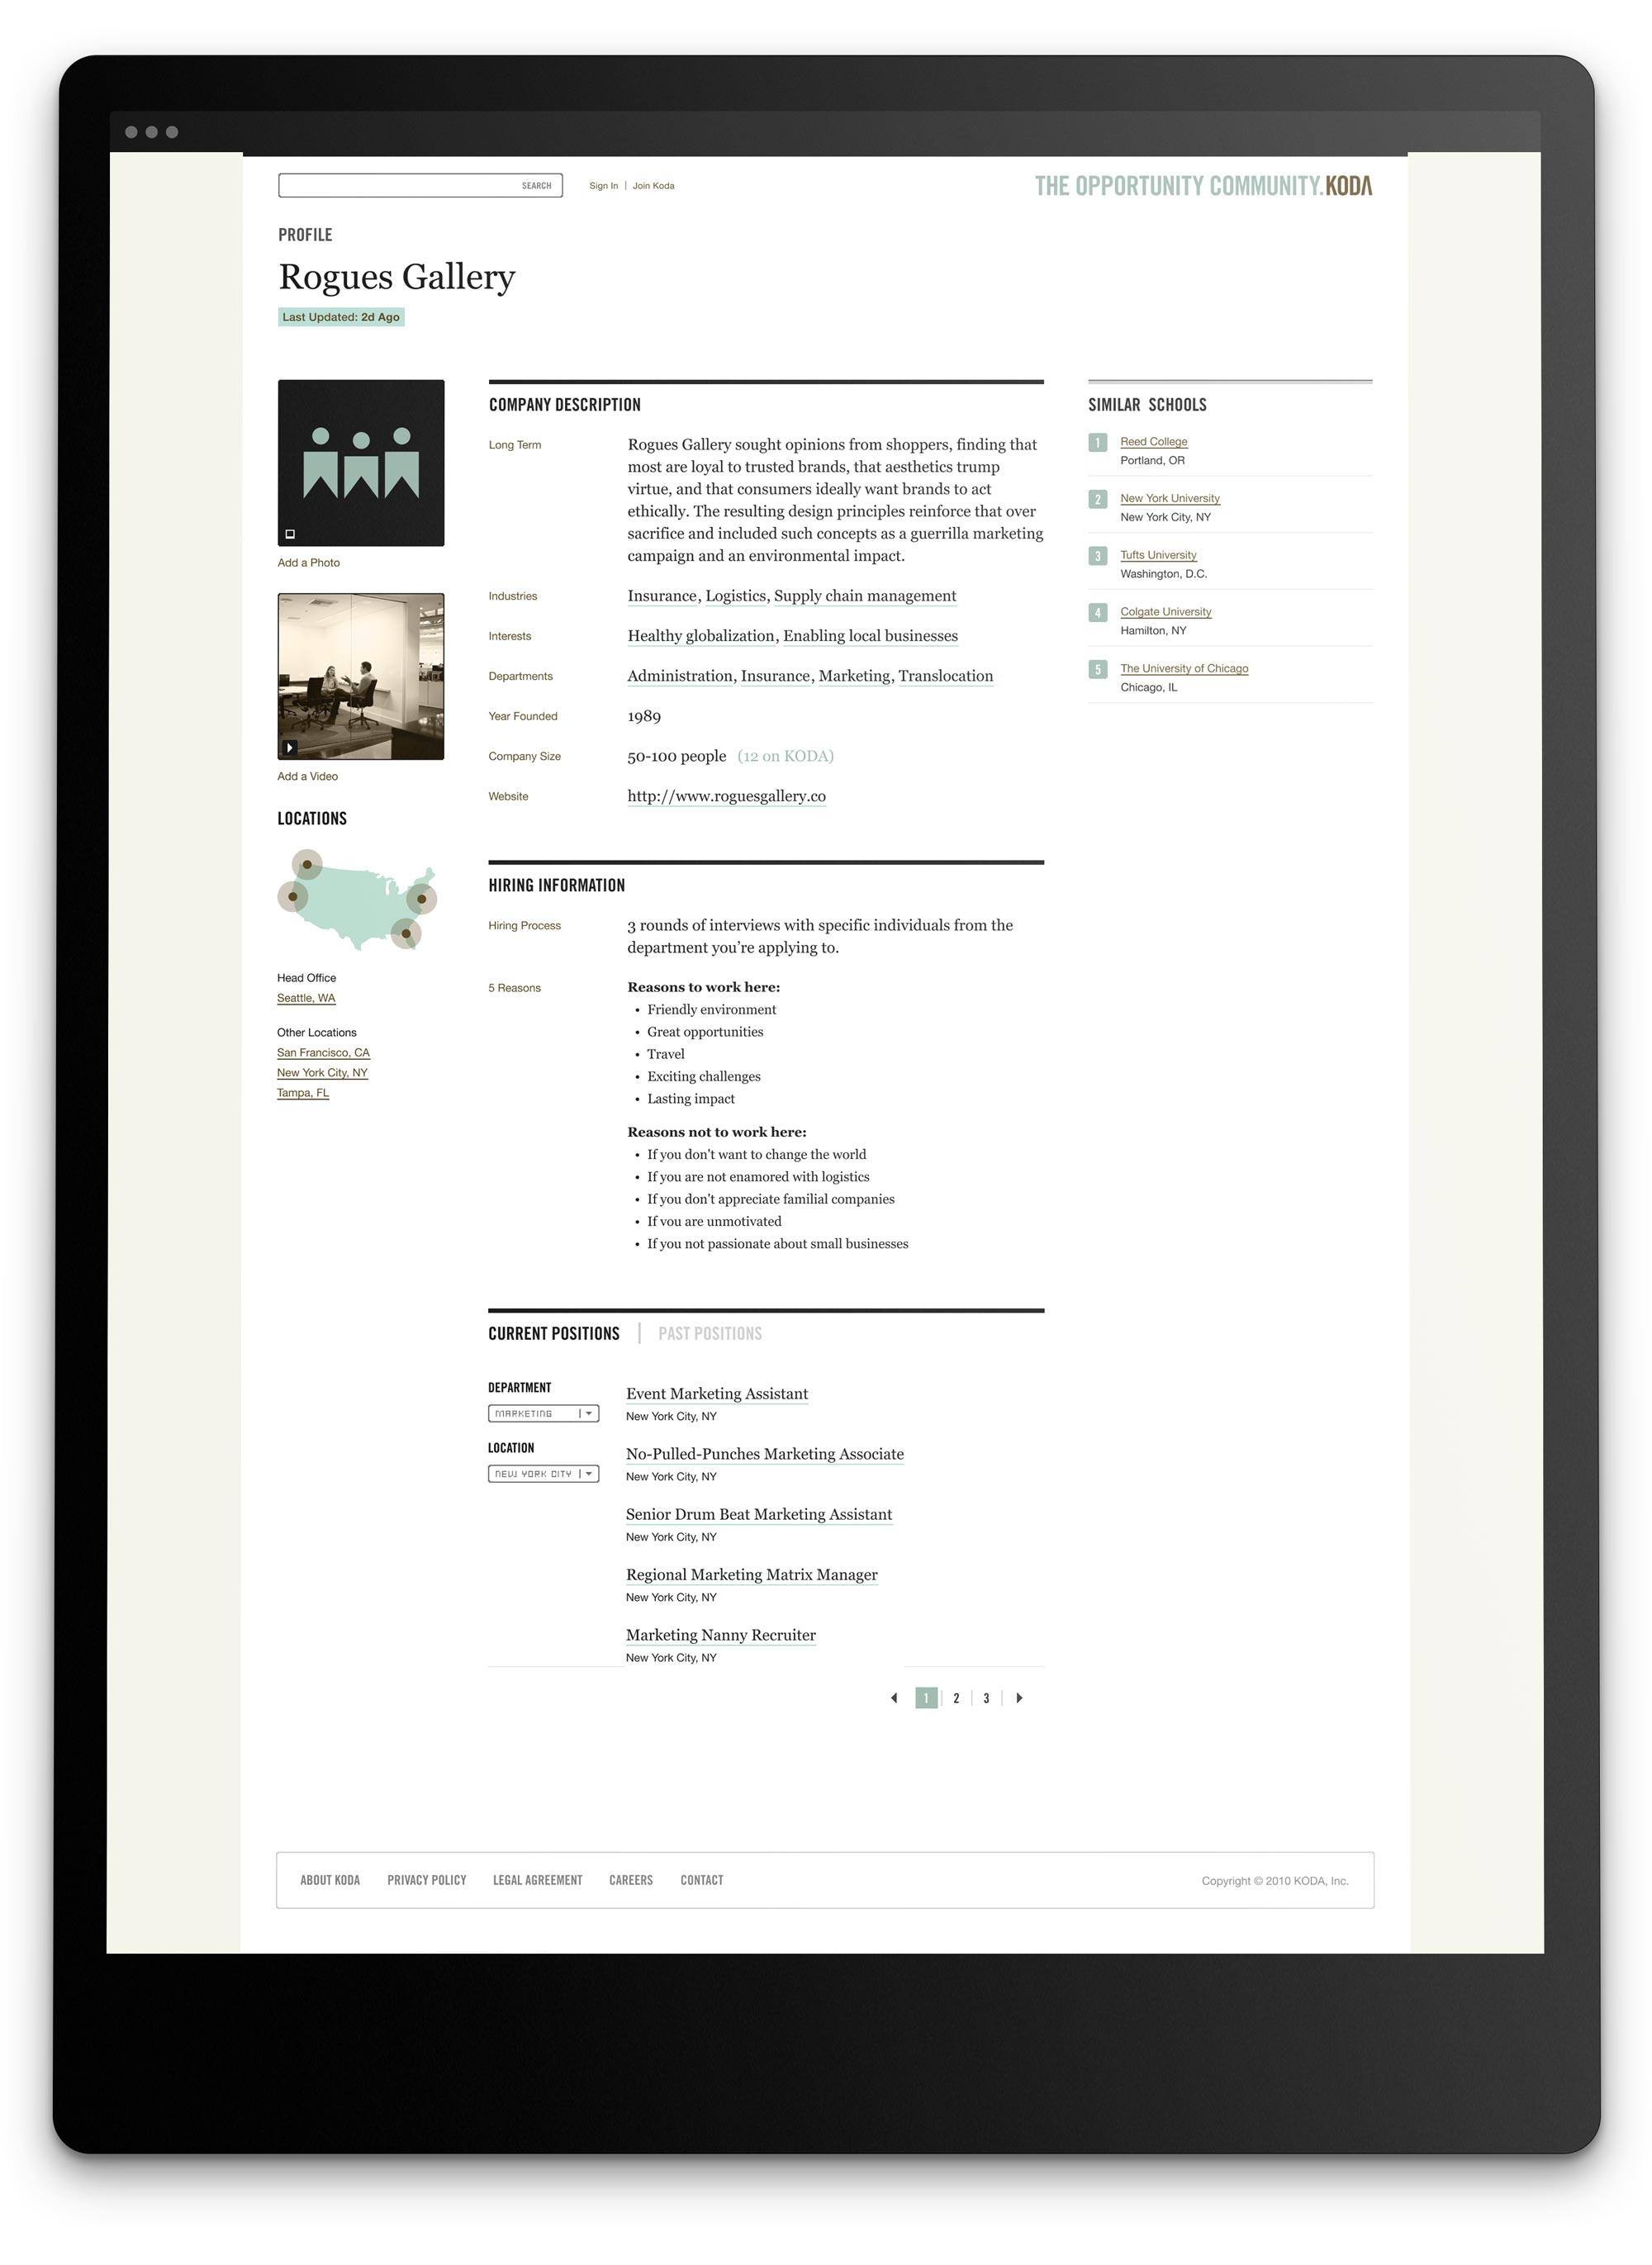 SEARCH
Sign In | Join Koda
THE OPPORTUNITY COMMUNITY.KODA
PROFILE
Rogues Gallery
Last Updated: 2d Ago
Add a Photo
Add a Video
LOCATIONS
Head Office
Seattle, WA
Other Locations
San Francisco, CA
New York City, NY
Tampa, FL
COMPANY DESCRIPTION
Long Term
Rogues Gallery sought opinions from shoppers, finding that
most are loyal to trusted brands, that aesthetics trump
virtue, and that consumers ideally want brands to act
ethically. The resulting design principles reinforce that over
sacrifice and included such concepts as a guerrilla marketing
campaign and an environmental impact.
Industries
Insurance, Logistics, Supply chain management
Interests
Healthy globalization, Enabling local businesses
Departments
Administration, Insurance, Marketing, Translocation
Year Founded
1989
Company Size
50-100 people (12 on KODA)
Website
http://www.roguesgallery.co
HIRING INFORMATION
Hiring Process
3 rounds of interviews with specific individuals from the
department you’re applying to.
5 Reasons
Reasons to work here:
• Friendly environment
• Great opportunities
• Travel
• Exciting challenges
• Lasting impact
Reasons not to work here:
• If you don't want to change the world
• If you are not enamored with logistics
• If you don't appreciate familial companies
• If vou are unmotivated
• If you not passionate about small businesses
CURRENT POSITIONS | PAST POSITIONS
DEPARTMENT
MARKETING
LOCATION
NEW YORK CITY
Event Marketing Assistant
New York City, NY
No-Pulled-Punches Marketing Associate
New York City, NY
Senior Drum Beat Marketing Assistant
New York City, NY
Regional Marketing Matrix Manager
New York City, NY
Marketing Nanny Recruiter
New York City, NY
1 | 2 | 3 |
SIMILAR SCHOOLS
1 Reed College
Portland, OR
2 New York University
New York City, NY
3 Tufts University
Washington, D.C.
4 Colgate University
Hamilton, NY
5 The University of Chicago
Chicago, IL
ABOUT KODA PRIVACY POLICY LEGAL AGREEMENT CAREERS CONTACT
Copyright © 2010 KODA, Inc.